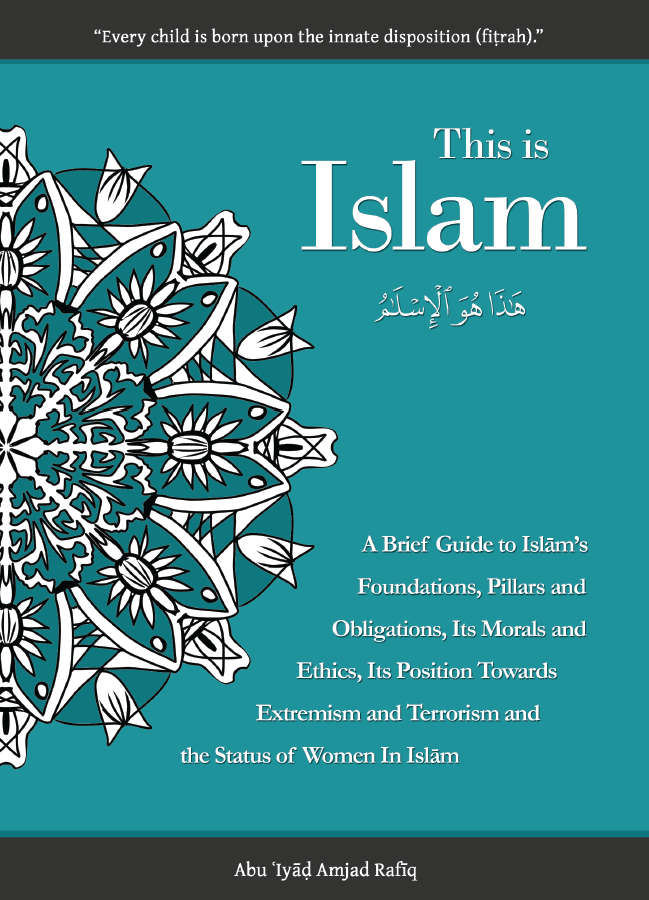 “Every child is born upon the innate disposition (fiṭrah).”
This is
Islam
هَٰذَا هُوَ ٱلْإِسْلَٰمُ
A Brief Guide to Islām’s
Foundations, Pillars and
Obligations, Its Morals and
Ethics, Its Position Towards
Extremism and Terrorism and
the Status of Women In Islām
Abu ʿIyāḍ Amjad Rafīq